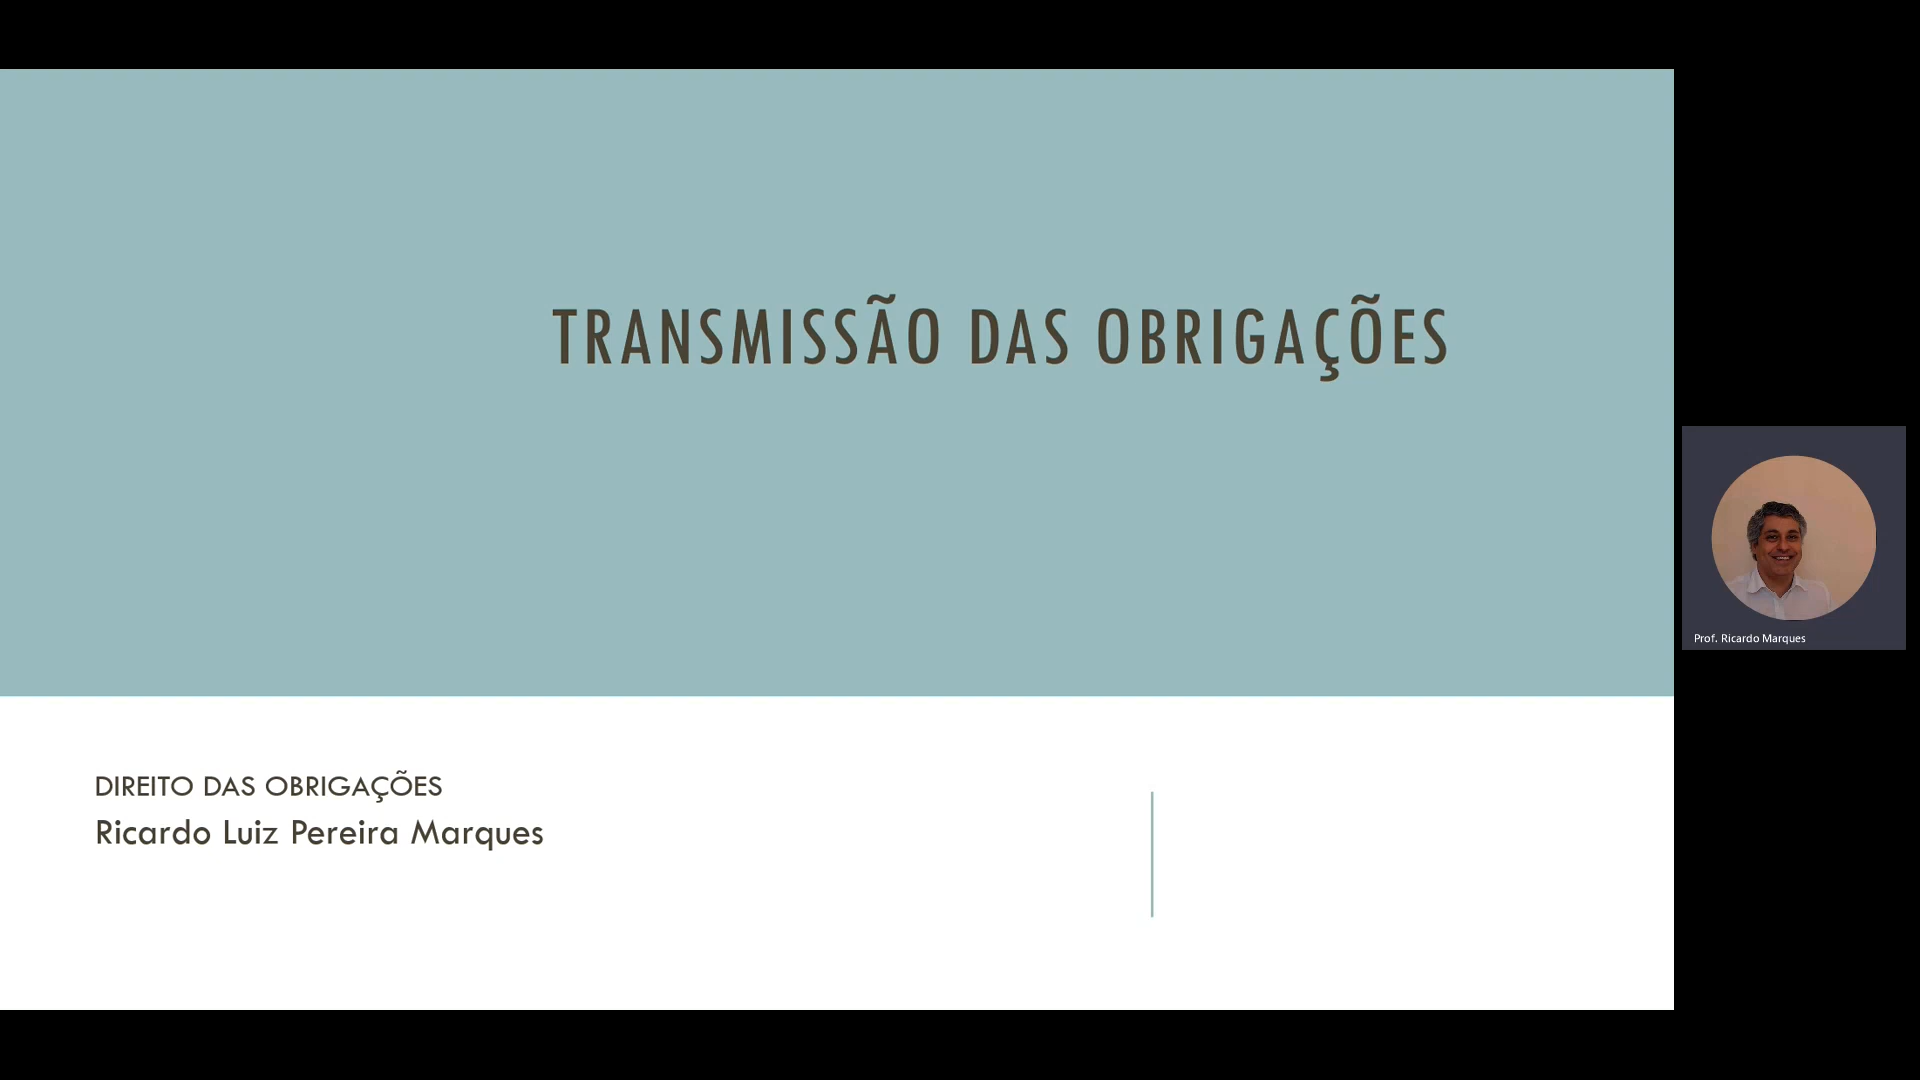 TRANSMISSÃO DAS OBRIGAÇÕES
DIREITO DAS OBRIGAÇÕES
Ricardo Luiz Pereira Marques
Prof. Ricardo Marques